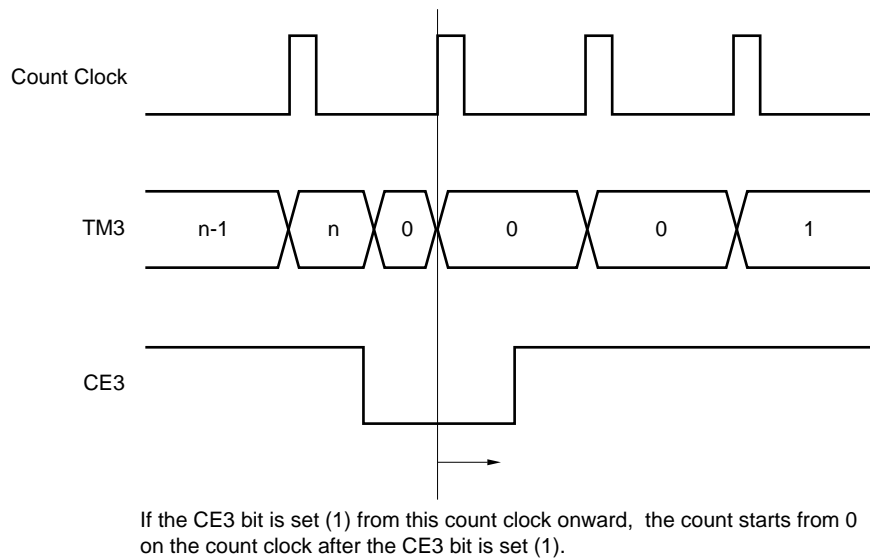 Count Clock
TM3
n-1
n
0
0
0
1
CE3
If the CE3 bit is set (1) from this count clock onward, the count starts from 0
on the count clock after the CE3 bit is set (1).